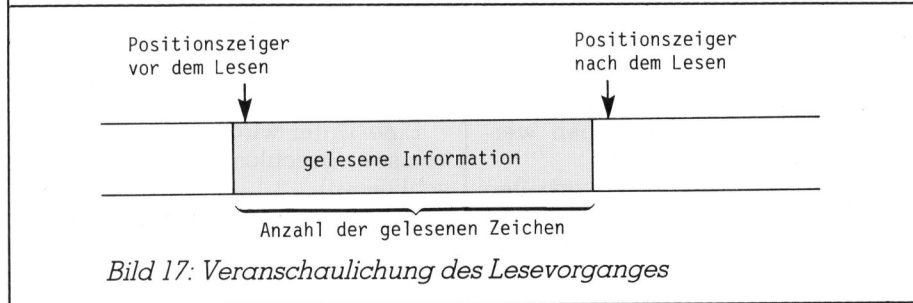 Positionszeiger
vor dem Lesen
Positionszeiger
nach dem Lesen
gelesene Information
Anzahl der gelesenen Zeichen
Bild 17: Veranschaulichung des Lesevorganges